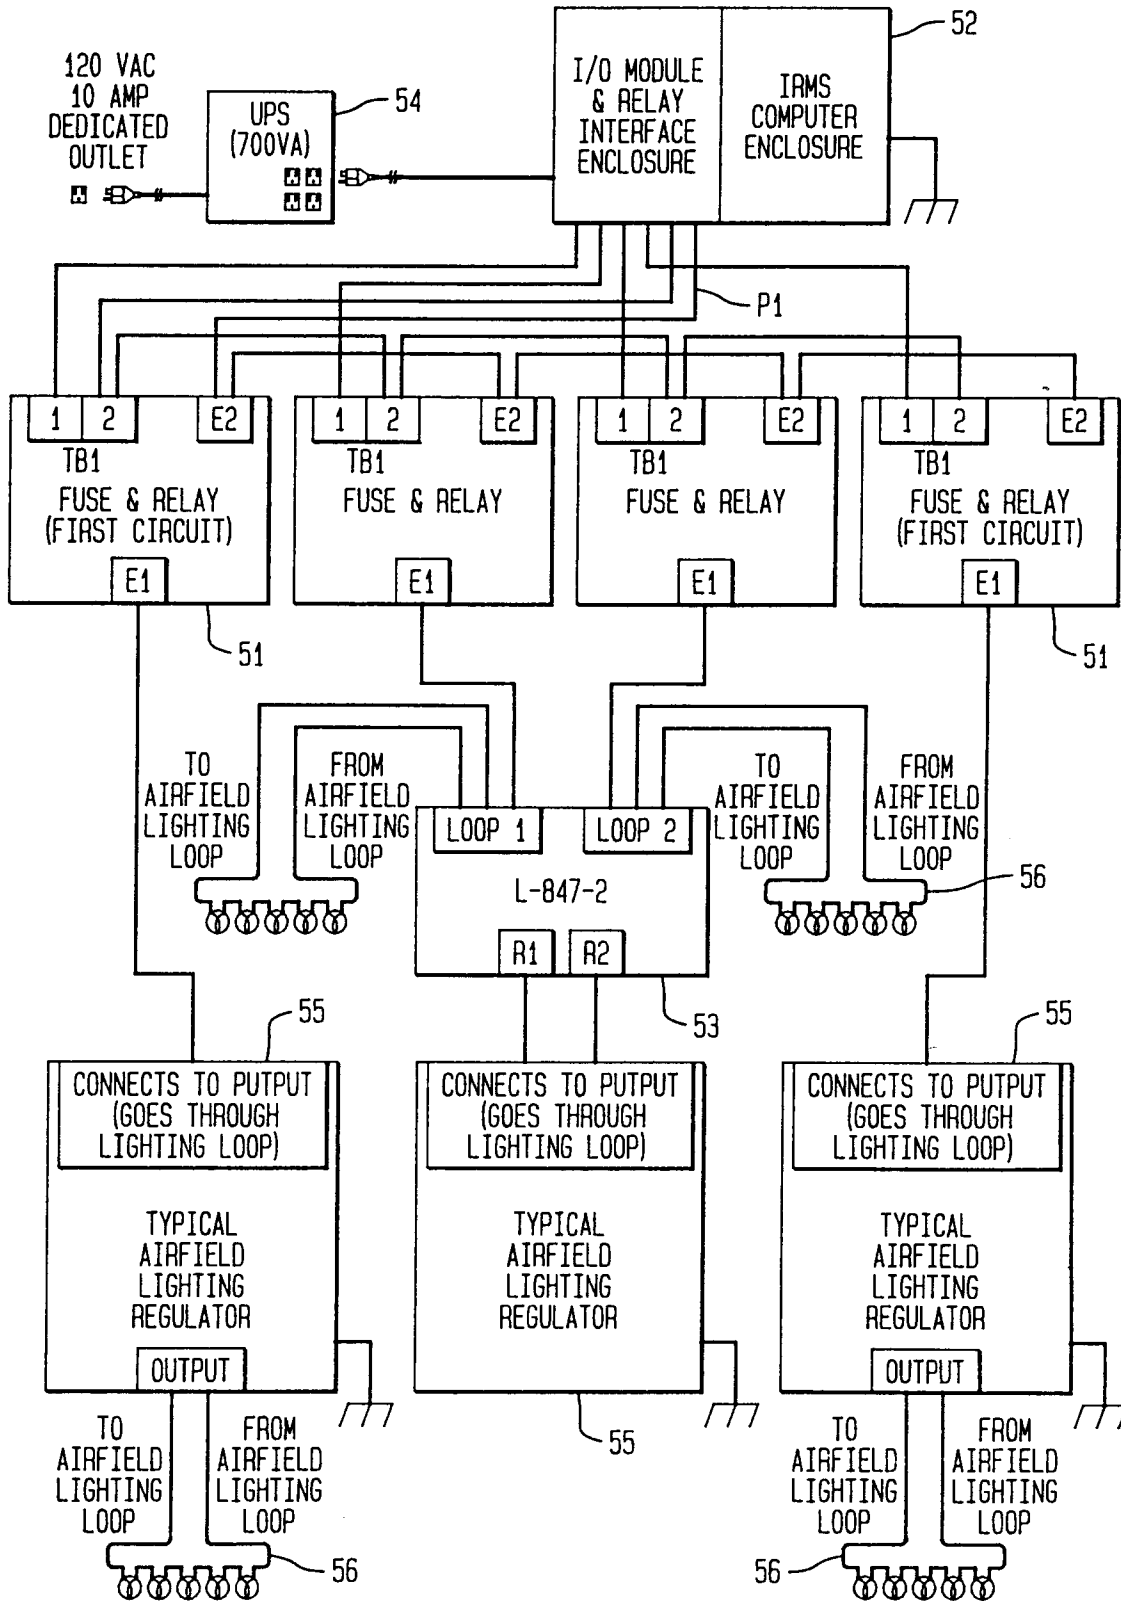 52
120 VAC
10 AMP
DEDICATED
OUTLET
54
UPS
(700VA)
I/O MODULE
& RELAY
INTERFACE
ENCLOSURE
IRMS
COMPUTER
ENCLOSURE
P1
1 2 E2
TB1
FUSE & RELAY
(FIRST CIRCUIT)
E1
51
1 2 E2
TB1
FUSE & RELAY
E1
1 2 E2
TB1
FUSE & RELAY
E1
1 2 E2
TB1
FUSE & RELAY
(FIRST CIRCUIT)
E1
51
TO
AIRFIELD
LIGHTING
LOOP
FROM
AIRFIELD
LIGHTING
LOOP
TO
AIRFIELD
LIGHTING
LOOP
FROM
AIRFIELD
LIGHTING
LOOP
56
LOOP 1 LOOP 2
L-847-2
R1 R2
53
55
CONNECTS TO PUTPUT
(GOES THROUGH
LIGHTING LOOP)
TYPICAL
AIRFIELD
LIGHTING
REGULATOR
OUTPUT
CONNECTS TO PUTPUT
(GOES THROUGH
LIGHTING LOOP)
TYPICAL
AIRFIELD
LIGHTING
REGULATOR
55
55
CONNECTS TO PUTPUT
(GOES THROUGH
LIGHTING LOOP)
TYPICAL
AIRFIELD
LIGHTING
REGULATOR
OUTPUT
TO
AIRFIELD
LIGHTING
LOOP
FROM
AIRFIELD
LIGHTING
LOOP
56
TO
AIRFIELD
LIGHTING
LOOP
FROM
AIRFIELD
LIGHTING
LOOP
56